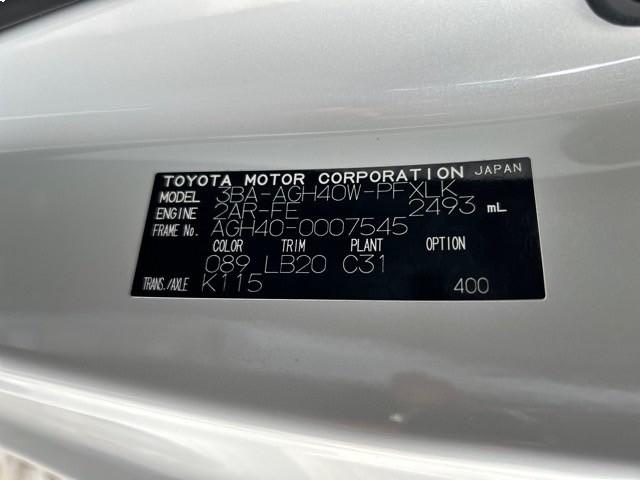 TOYOTA MOTOR CORPORATION JAPAN
MODEL 3BA-AGH40W-PFXLK
ENGINE 2AR-FE 2493 mL
FRAME No. AGH40-0007545
COLOR TRIM PLANT OPTION
089 LB20 C31
TRANS./AXLE K115 400